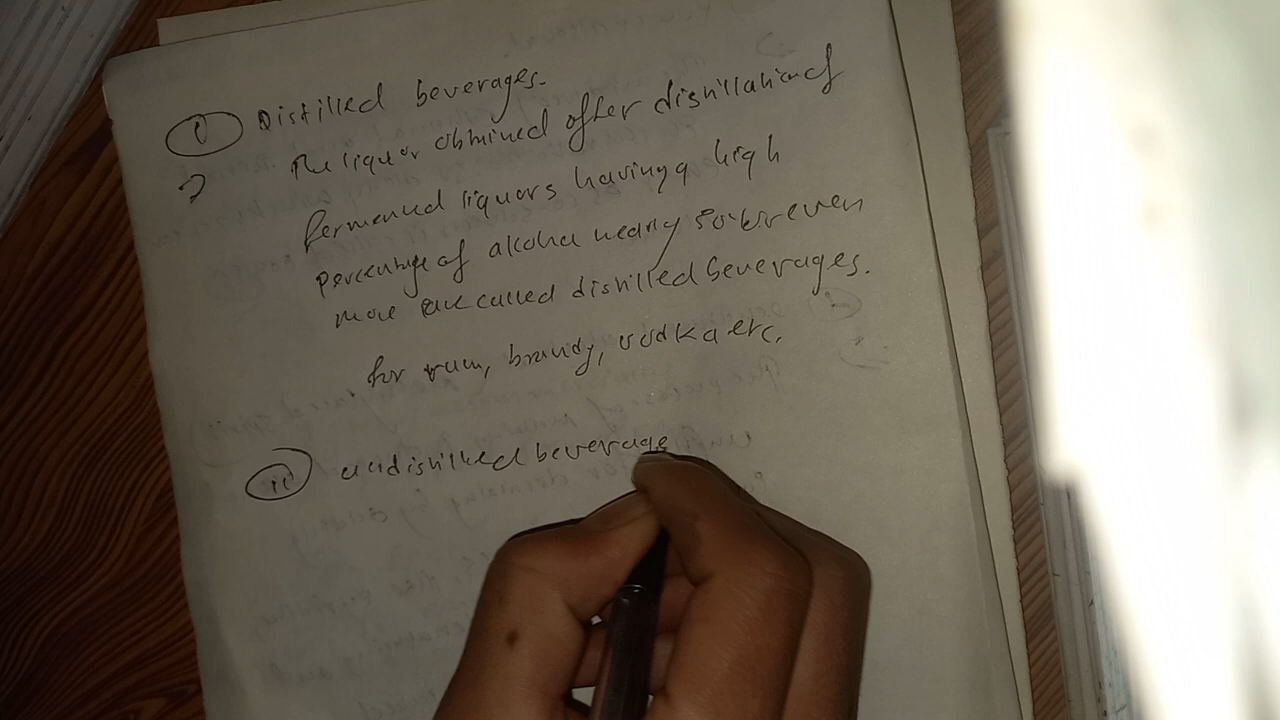 ① Distilled beverages.
→ The liquor obtained after distillation of
fermented liquors having a high
percentage of alcohol nearly 50% or even
more are called distilled beverages.
for rum, brandy, vodka etc.
ⅱ undistilled beverage